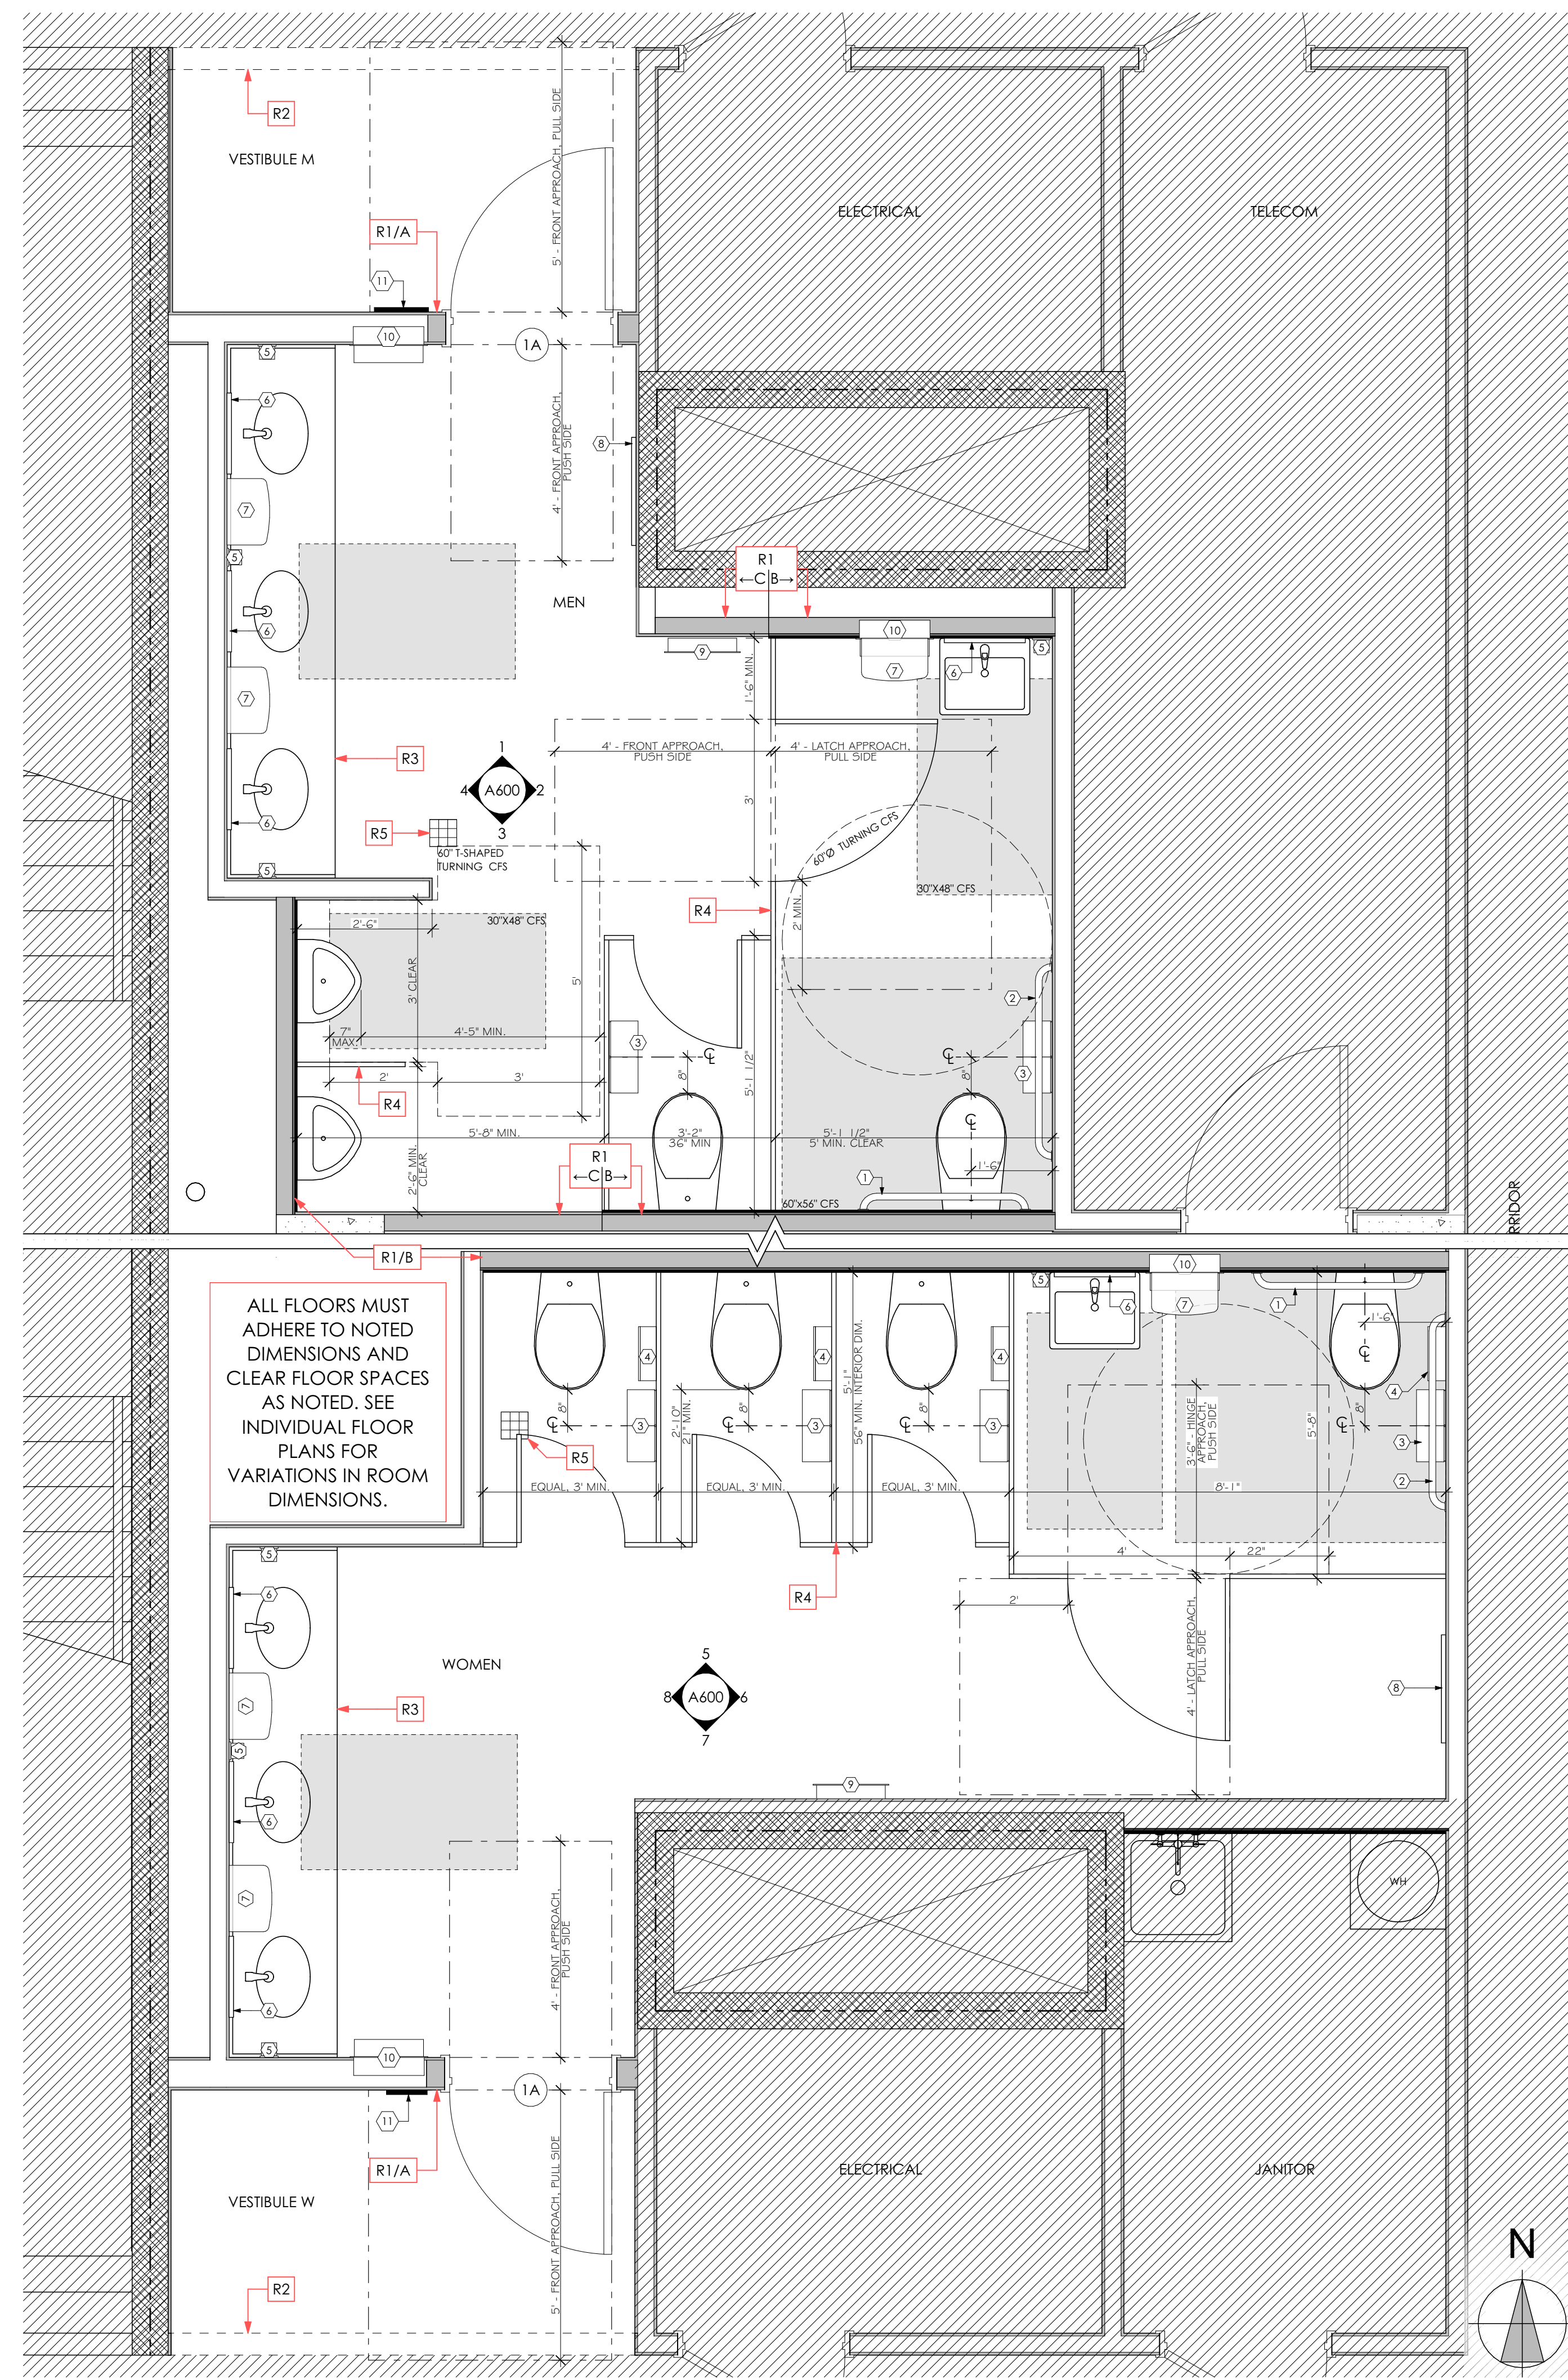 R2
VESTIBULE M
5' - FRONT APPROACH, PULL SIDE
ELECTRICAL
TELECOM
R1/A
11
10
1A
5
6
4' - FRONT APPROACH,
PUSH SIDE
8
7
5
R1
←C|B→
MEN
6
9
1'-6" MIN.
10
7
6
5
7
4' - FRONT APPROACH,
PUSH SIDE
4' - LATCH APPROACH,
PULL SIDE
R3
1
4 A600 2
3
3'
6
R5
60" T-SHAPED
TURNING CFS
60"Ø TURNING CFS
5
30"X48" CFS
R4
2' MIN.
2'-6"
30"X48" CFS
3' CLEAR
5'
2
7"
MAX.
4'-5" MIN.
3
8"
5'-1 1/2"
8"
3
2'
3'
R4
5'-8" MIN.
3'-2"
36" MIN
5'-1 1/2"
5' MIN. CLEAR
2'-6" MIN.
CLEAR
R1
←C|B→
1'-6"
1
60"x56" CFS
RRIDOR
R1/B
ALL FLOORS MUST
ADHERE TO NOTED
DIMENSIONS AND
CLEAR FLOOR SPACES
AS NOTED. SEE
INDIVIDUAL FLOOR
PLANS FOR
VARIATIONS IN ROOM
DIMENSIONS.
5
6
10
7
1
1'-6"
4
4
4
4
8"
8"
8"
8"
3
3
3
3
2'-10"
21" MIN.
5'-1"
56" MIN. INTERIOR DIM.
3'-6" - HINGE
APPROACH,
PUSH SIDE
5'-8"
R5
2
EQUAL, 3' MIN.
EQUAL, 3' MIN.
EQUAL, 3' MIN.
8'-1"
4'
22"
5
6
R4
2'
4' - LATCH APPROACH,
PULL SIDE
WOMEN
5
8 A600 6
7
8
R3
7
5
9
6
7
4' - FRONT APPROACH,
PUSH SIDE
WH
6
5
10
1A
11
R1/A
5' - FRONT APPROACH, PULL SIDE
ELECTRICAL
JANITOR
VESTIBULE W
R2
N